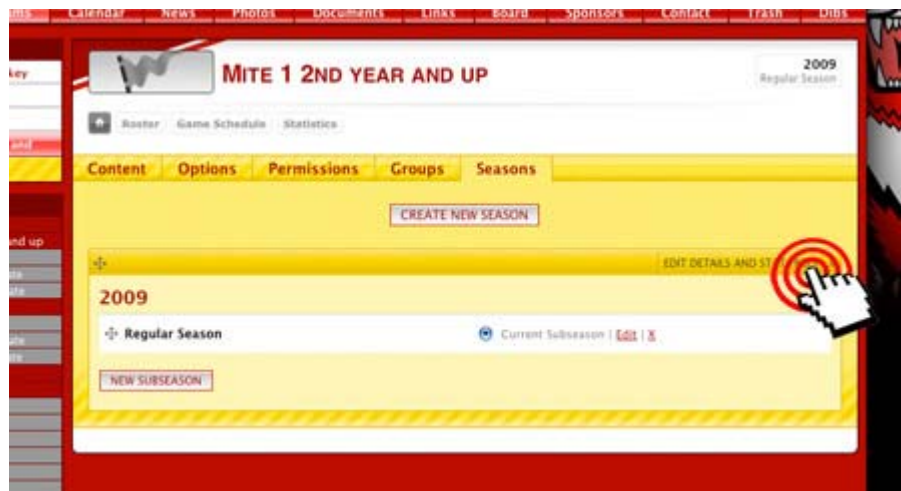 Calendar News Photos Documents Links Board Sponsors Contact Trash Dibs
MITE 1 2ND YEAR AND UP
2009
Regular Season
Roster Game Schedule Statistics
and
Content Options Permissions Groups Seasons
CREATE NEW SEASON
nd up
EDIT DETAILS AND ST
2009
Regular Season
Current Subseason | Edit | X
NEW SUBSEASON